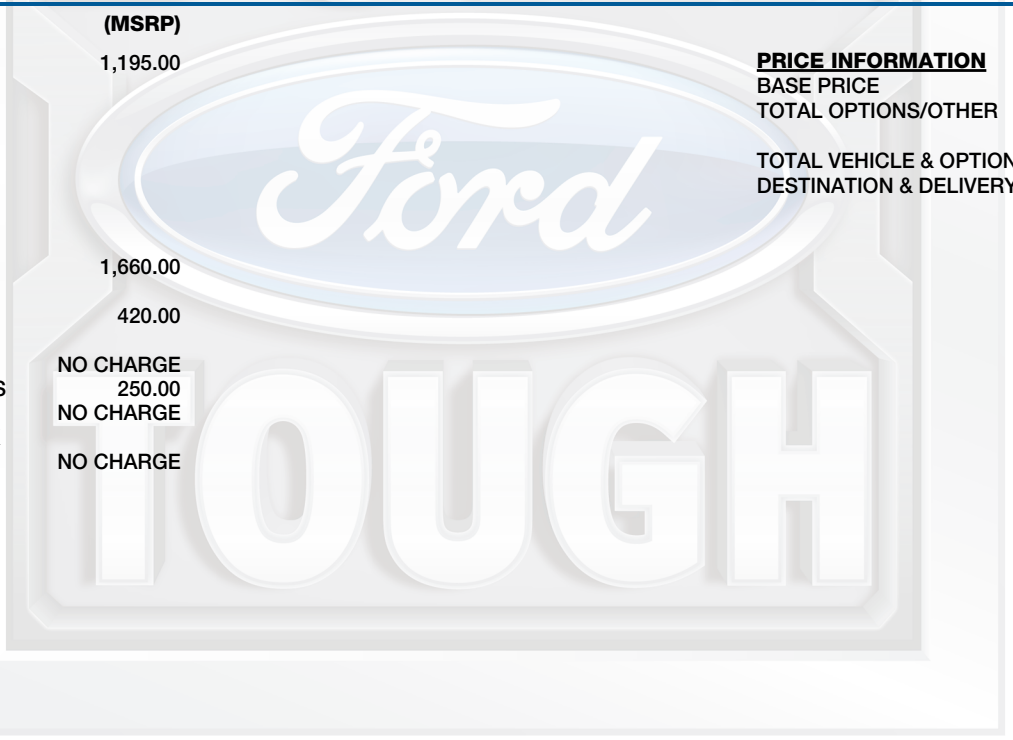 (MSRP)
1,195.00
1,660.00
420.00
NO CHARGE
S 250.00
NO CHARGE
NO CHARGE
PRICE INFORMATION
BASE PRICE
TOTAL OPTIONS/OTHER
TOTAL VEHICLE & OPTION
DESTINATION & DELIVERY
Ford
TOUGH